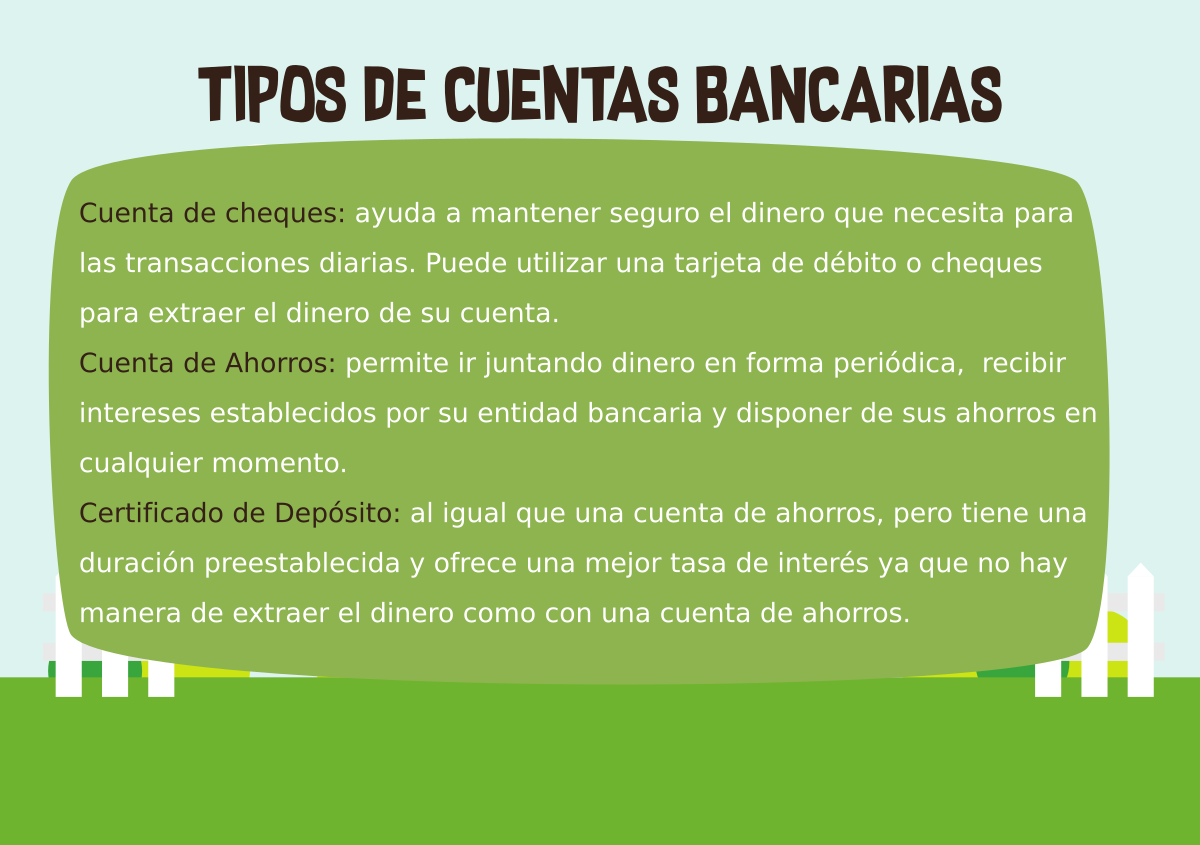 TIPOS DE CUENTAS BANCARIAS
Cuenta de cheques: ayuda a mantener seguro el dinero que necesita para
las transacciones diarias. Puede utilizar una tarjeta de débito o cheques
para extraer el dinero de su cuenta.
Cuenta de Ahorros: permite ir juntando dinero en forma periódica,  recibir
intereses establecidos por su entidad bancaria y disponer de sus ahorros en
cualquier momento.
Certificado de Depósito: al igual que una cuenta de ahorros, pero tiene una
duración preestablecida y ofrece una mejor tasa de interés ya que no hay
manera de extraer el dinero como con una cuenta de ahorros.